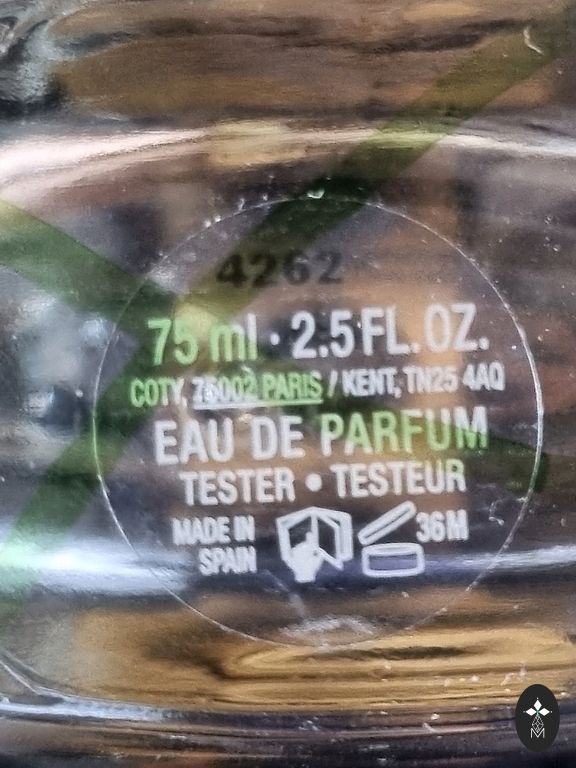 4262
75 ml · 2.5 FL. OZ.
COTY, 75002 PARIS / KENT, TN25 4AQ
EAU DE PARFUM
TESTER • TESTEUR
MADE IN
SPAIN
36M
M